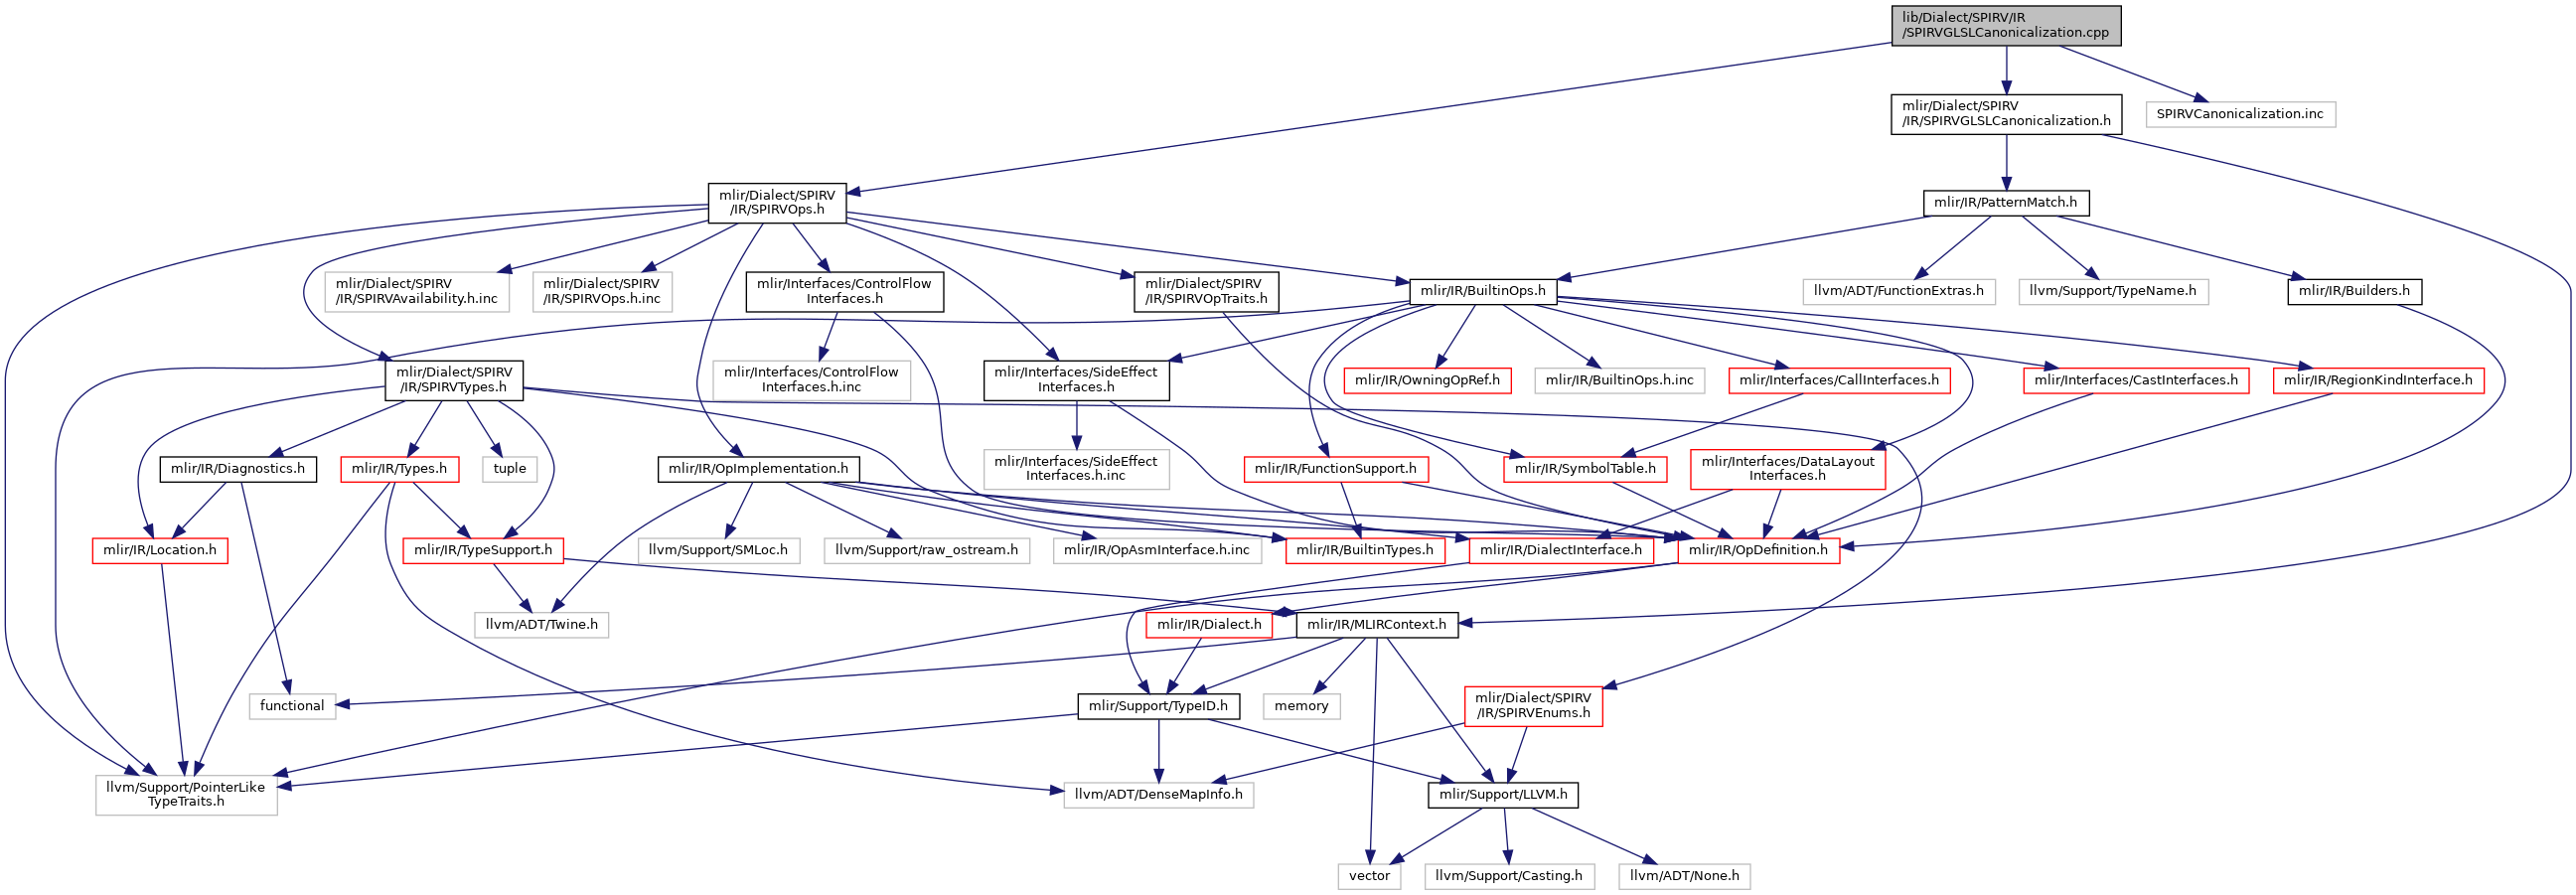 lib/Dialect/SPIRV/IR
/SPIRVGLSLCanonicalization.cpp
mlir/Dialect/SPIRV
/IR/SPIRVGLSLCanonicalization.h
SPIRVCanonicalization.inc
mlir/Dialect/SPIRV
/IR/SPIRVOps.h
mlir/IR/PatternMatch.h
mlir/Dialect/SPIRV
/IR/SPIRVAvailability.h.inc
mlir/Dialect/SPIRV
/IR/SPIRVOps.h.inc
mlir/Interfaces/ControlFlow
Interfaces.h
mlir/Dialect/SPIRV
/IR/SPIRVOpTraits.h
mlir/IR/BuiltinOps.h
llvm/ADT/FunctionExtras.h
llvm/Support/TypeName.h
mlir/IR/Builders.h
mlir/Dialect/SPIRV
/IR/SPIRVTypes.h
mlir/Interfaces/ControlFlow
Interfaces.h.inc
mlir/Interfaces/SideEffect
Interfaces.h
mlir/IR/OwningOpRef.h
mlir/IR/BuiltinOps.h.inc
mlir/Interfaces/CallInterfaces.h
mlir/Interfaces/CastInterfaces.h
mlir/IR/RegionKindInterface.h
mlir/IR/Diagnostics.h
mlir/IR/Types.h
tuple
mlir/IR/OpImplementation.h
mlir/Interfaces/SideEffect
Interfaces.h.inc
mlir/IR/FunctionSupport.h
mlir/IR/SymbolTable.h
mlir/Interfaces/DataLayout
Interfaces.h
mlir/IR/Location.h
mlir/IR/TypeSupport.h
llvm/Support/SMLoc.h
llvm/Support/raw_ostream.h
mlir/IR/OpAsmInterface.h.inc
mlir/IR/BuiltinTypes.h
mlir/IR/DialectInterface.h
mlir/IR/OpDefinition.h
llvm/ADT/Twine.h
mlir/IR/Dialect.h
mlir/IR/MLIRContext.h
functional
mlir/Support/TypeID.h
memory
mlir/Dialect/SPIRV
/IR/SPIRVEnums.h
llvm/Support/PointerLike
TypeTraits.h
llvm/ADT/DenseMapInfo.h
mlir/Support/LLVM.h
vector
llvm/Support/Casting.h
llvm/ADT/None.h